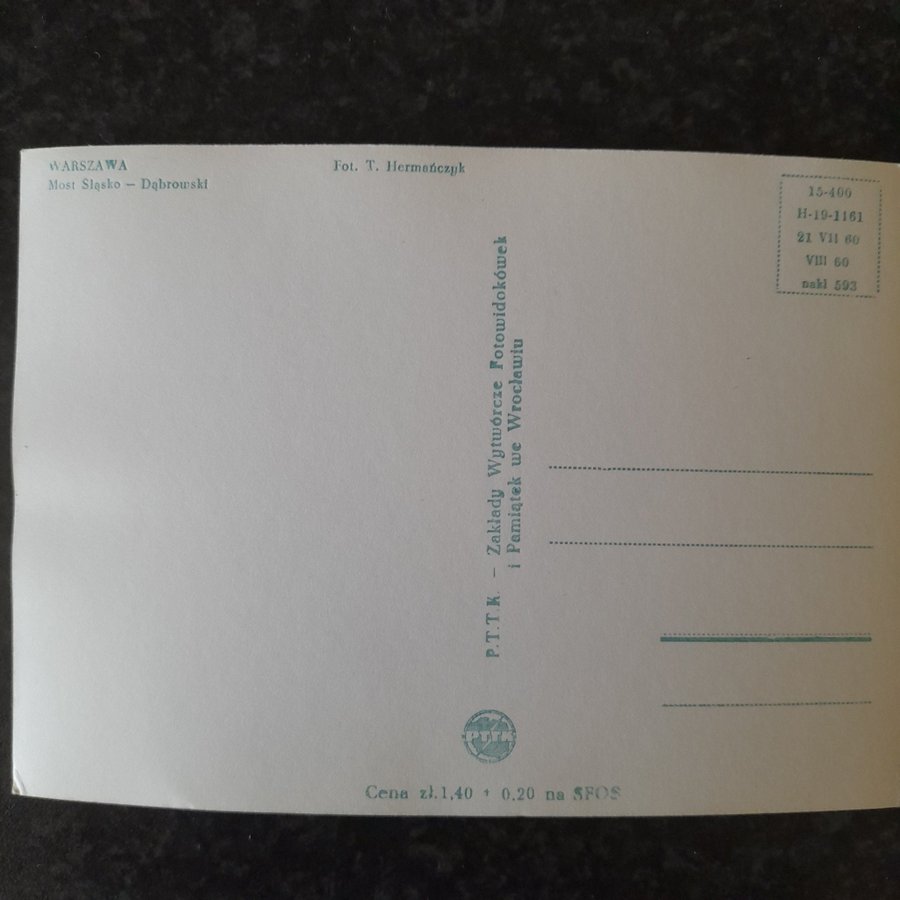 WARSZAWA
Most Śląsko – Dąbrowski
Fot. T. Hermańczyk
15-400
H-19-1161
21 VII 60
VIII 60
nakł 593
P.T.T.K. – Zakłady Wytwórcze Fotowidokówek
i Pamiątek we Wrocławiu
PTTK
Cena zł.1,40 + 0,20 na SFOS